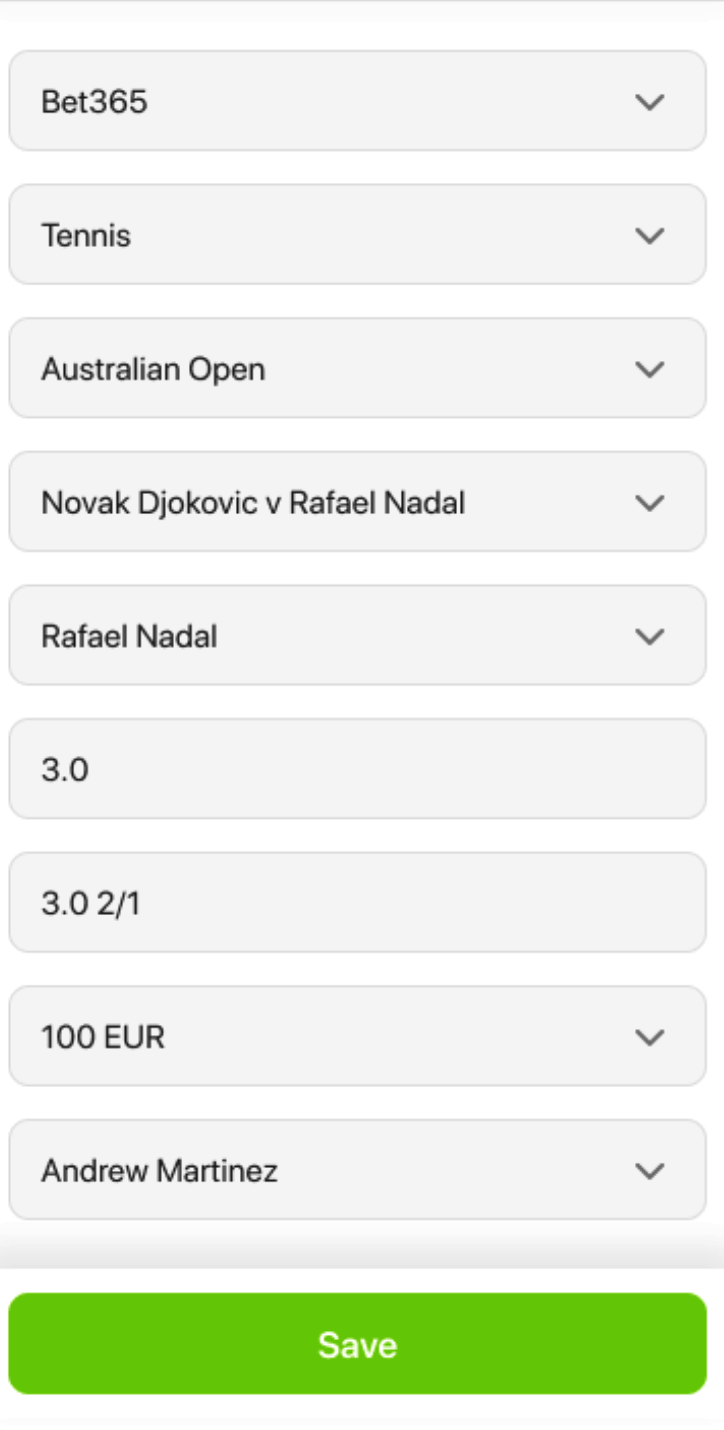 Bet365
Tennis
Australian Open
Novak Djokovic v Rafael Nadal
Rafael Nadal
3.0
3.0 2/1
100 EUR
Andrew Martinez
Save